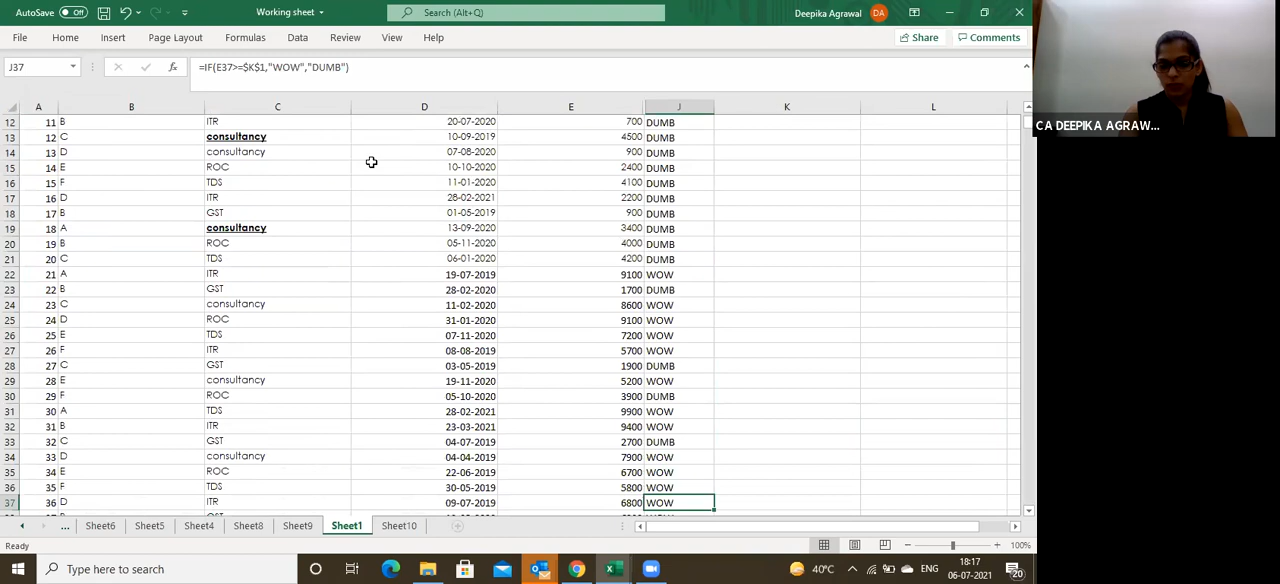 AutoSave Off Working sheet Search (Alt+Q) Deepika Agrawal DA
File Home Insert Page Layout Formulas Data Review View Help Share Comments
J37 fx =IF(E37>=$K$1,"WOW","DUMB")
A B C D E J K L
12 11 B ITR 20-07-2020 700 DUMB
13 12 C consultancy 10-09-2019 4500 DUMB
14 13 D consultancy 07-08-2020 900 DUMB
15 14 E ROC 10-10-2020 2400 DUMB
16 15 F TDS 11-01-2020 4100 DUMB
17 16 D ITR 28-02-2021 2200 DUMB
18 17 B GST 01-05-2019 900 DUMB
19 18 A consultancy 13-09-2020 3400 DUMB
20 19 B ROC 05-11-2020 4000 DUMB
21 20 C TDS 06-01-2020 4200 DUMB
22 21 A ITR 19-07-2019 9100 WOW
23 22 B GST 28-02-2020 1700 DUMB
24 23 C consultancy 11-02-2020 8600 WOW
25 24 D ROC 31-01-2020 9100 WOW
26 25 E TDS 07-11-2020 7200 WOW
27 26 F ITR 08-08-2019 5700 WOW
28 27 C GST 03-05-2019 1900 DUMB
29 28 E consultancy 19-11-2020 5200 WOW
30 29 F ROC 05-10-2020 3900 DUMB
31 30 A TDS 28-02-2021 9900 WOW
32 31 B ITR 23-03-2021 9400 WOW
33 32 C GST 04-07-2019 2700 DUMB
34 33 D consultancy 04-04-2019 7900 WOW
35 34 E ROC 22-06-2019 6700 WOW
36 35 F TDS 30-05-2019 5800 WOW
37 36 D ITR 09-07-2019 6800 WOW
... Sheet6 Sheet5 Sheet4 Sheet8 Sheet9 Sheet1 Sheet10
Ready 100%
Type here to search 40°C ENG 18:17
06-07-2021 20
CA DEEPIKA AGRAW...